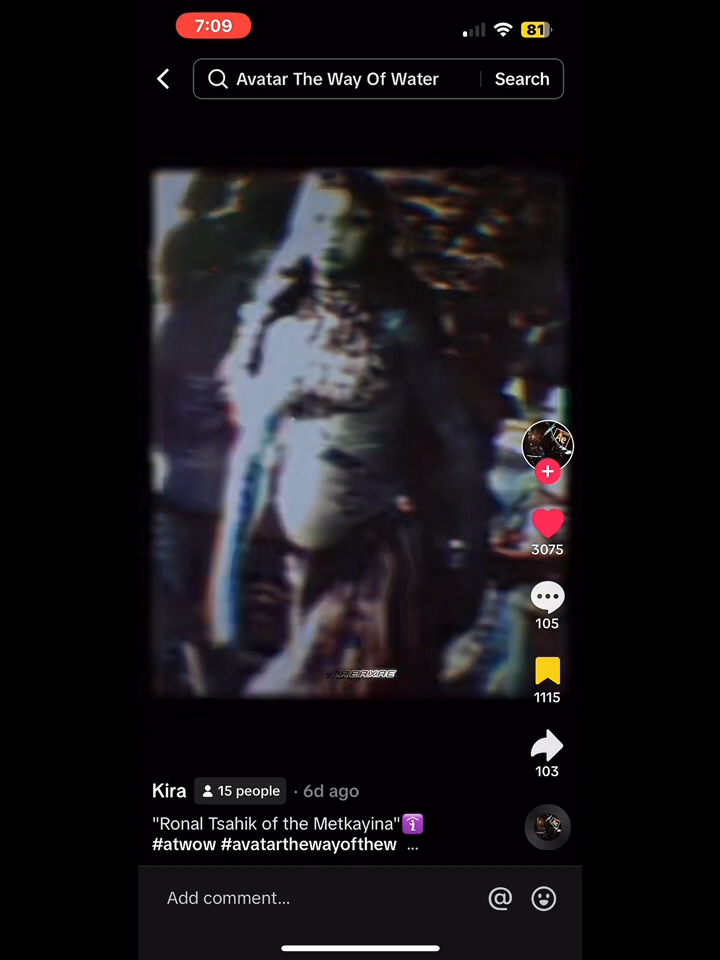 7:09
81
Avatar The Way Of Water
Search
Ae
3075
105
1115
103
Kira 15 people · 6d ago
"Ronal Tsahik of the Metkayina"🛐
#atwow #avatarthewayofthew ...
Add comment...
@